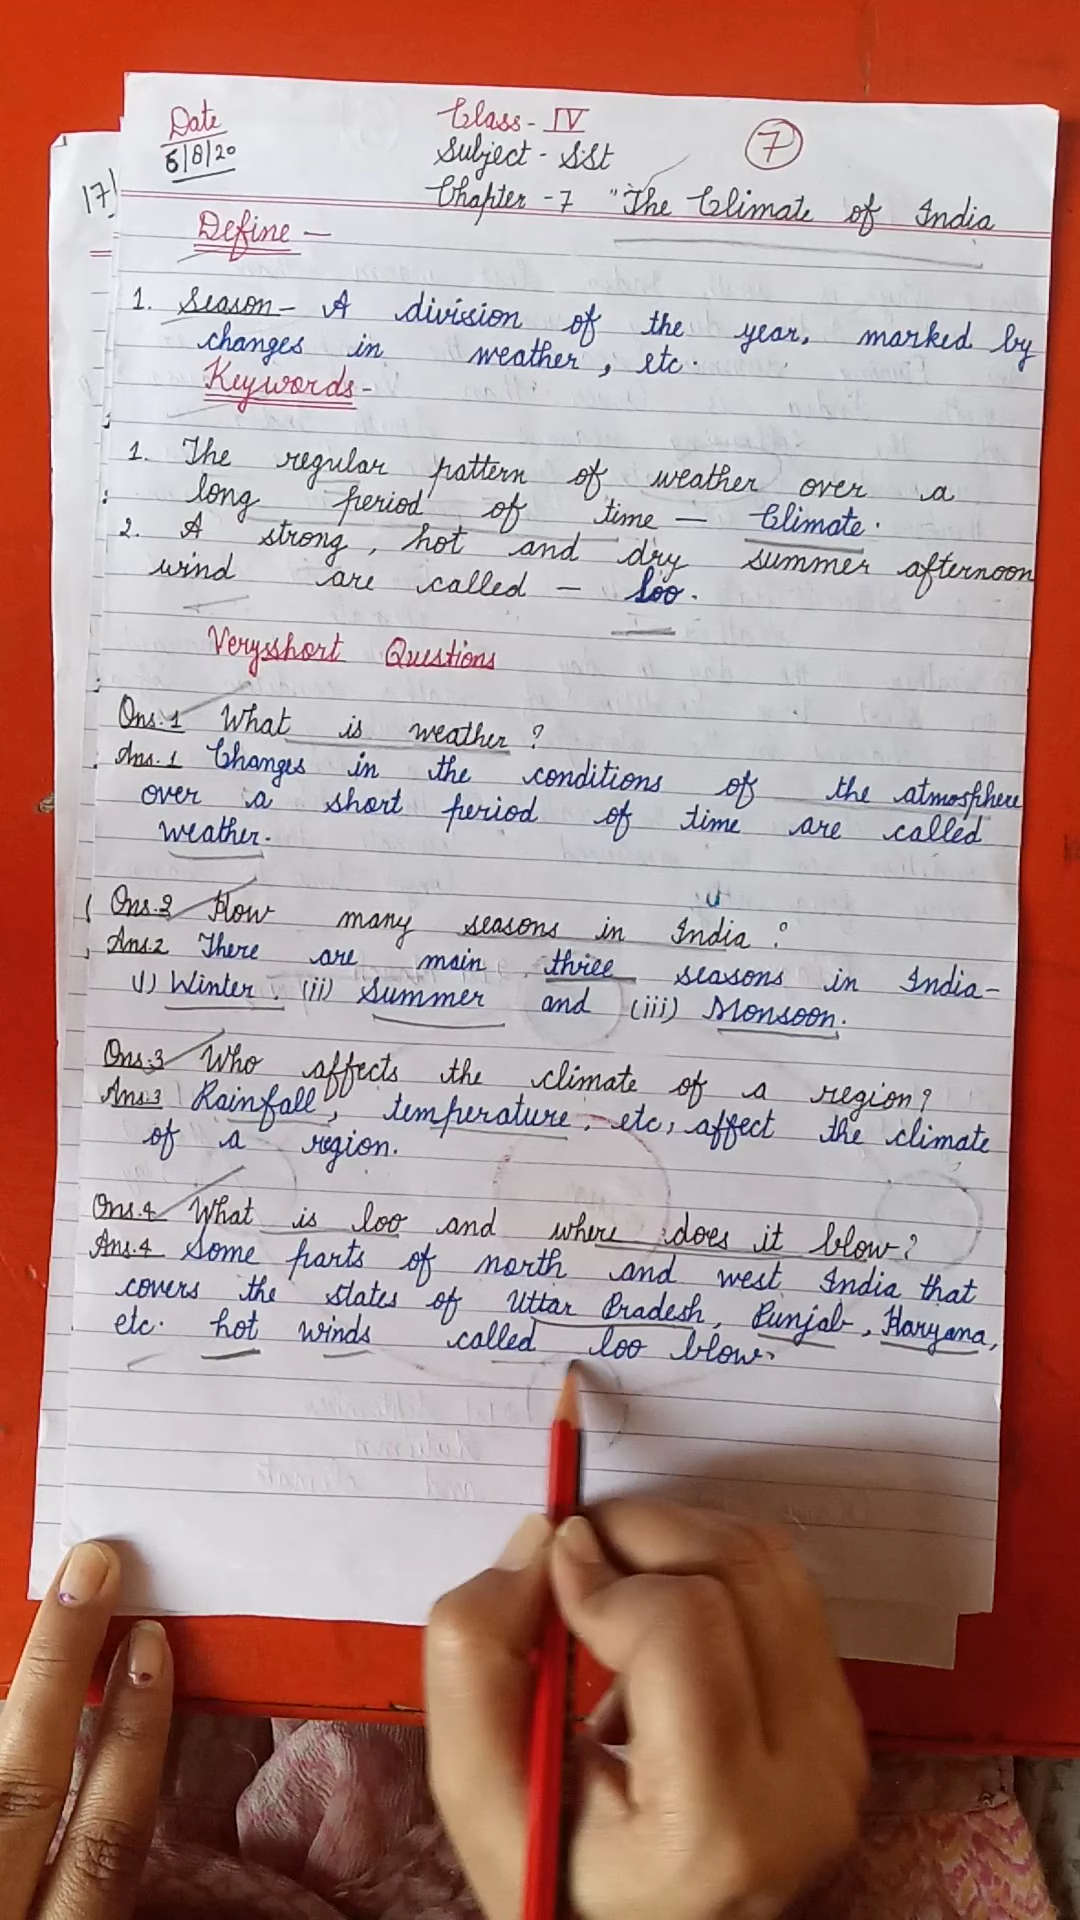 Date
5/8/20
Class - IV
Subject - SSt
7
Chapter - 7 "The Climate of India
17)
Define -
1. Season - A division of the year, marked by
changes in weather, etc.
Keywords -
1. The regular pattern of weather over a
long period of time - Climate.
2. A strong, hot and dry summer afternoon
wind are called - Loo.
Very short Questions
Qns.1 What is weather?
Ans.1 Changes in the conditions of the atmosphere
over a short period of time are called
weather.
Qns.2 How many seasons in India?
Ans.2 There are main three seasons in India-
(i) Winter, (ii) Summer and (iii) Monsoon.
Qns.3 Who affects the climate of a region?
Ans.3 Rainfall, temperature, etc, affect the climate
of a region.
Qns.4 What is loo and where does it blow?
Ans.4 Some parts of north and west India that
covers the states of Uttar Pradesh, Punjab, Haryana,
etc. hot winds called loo blow.